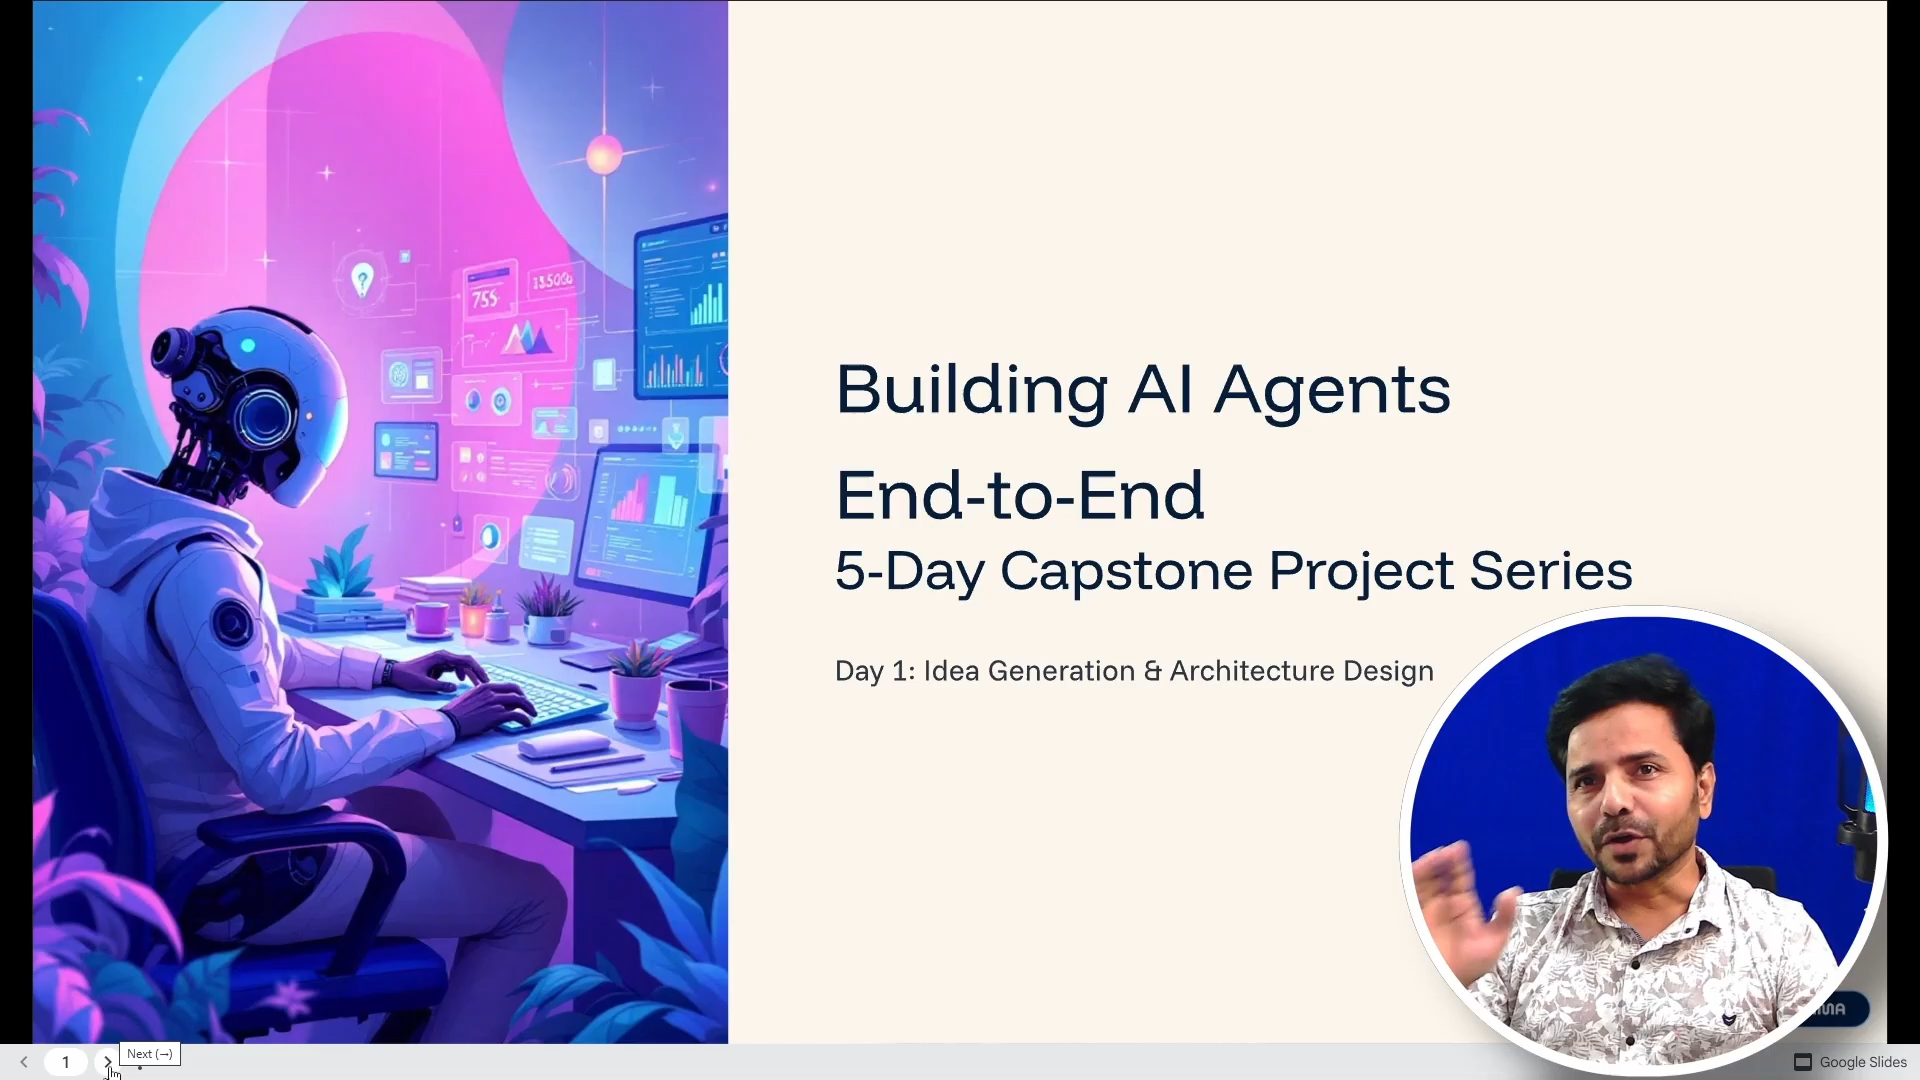 Building AI Agents
End-to-End
5-Day Capstone Project Series
Day 1: Idea Generation & Architecture Design
755
1
Next (→)
Google Slides